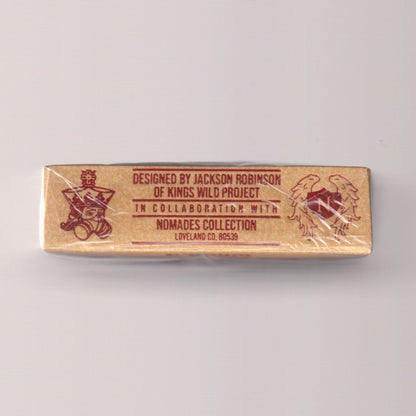 DESIGNED BY JACKSON ROBINSON
OF KINGS WILD PROJECT
IN COLLABORATION WITH
NOMADES COLLECTION
LOVELAND CO, 80539